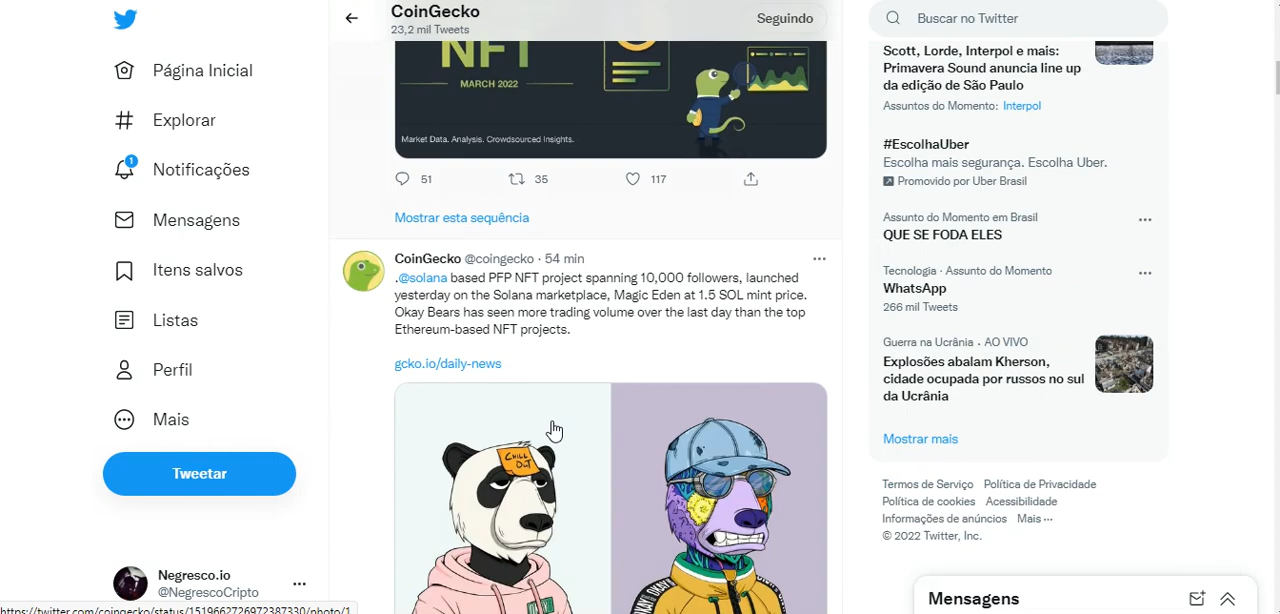 Página Inicial
Explorar
1
Notificações
Mensagens
Itens salvos
Listas
Perfil
Mais
Tweetar
Negresco.io
@NegrescoCripto
https://twitter.com/coingecko/status/1519662726972387330/photo/1
CoinGecko
23,2 mil Tweets
Seguindo
NFT
MARCH 2022
Market Data. Analysis. Crowdsourced Insights.
51 35 117
Mostrar esta sequência
CoinGecko @coingecko · 54 min
.@solana based PFP NFT project spanning 10,000 followers, launched
yesterday on the Solana marketplace, Magic Eden at 1.5 SOL mint price.
Okay Bears has seen more trading volume over the last day than the top
Ethereum-based NFT projects.
gcko.io/daily-news
CHILL
OUT
Buscar no Twitter
Scott, Lorde, Interpol e mais:
Primavera Sound anuncia line up
da edição de São Paulo
Assuntos do Momento: Interpol
#EscolhaUber
Escolha mais segurança. Escolha Uber.
Promovido por Uber Brasil
Assunto do Momento em Brasil
QUE SE FODA ELES
Tecnologia · Assunto do Momento
WhatsApp
266 mil Tweets
Guerra na Ucrânia · AO VIVO
Explosões abalam Kherson,
cidade ocupada por russos no sul
da Ucrânia
Mostrar mais
Termos de Serviço Política de Privacidade
Política de cookies Acessibilidade
Informações de anúncios Mais ···
© 2022 Twitter, Inc.
Mensagens